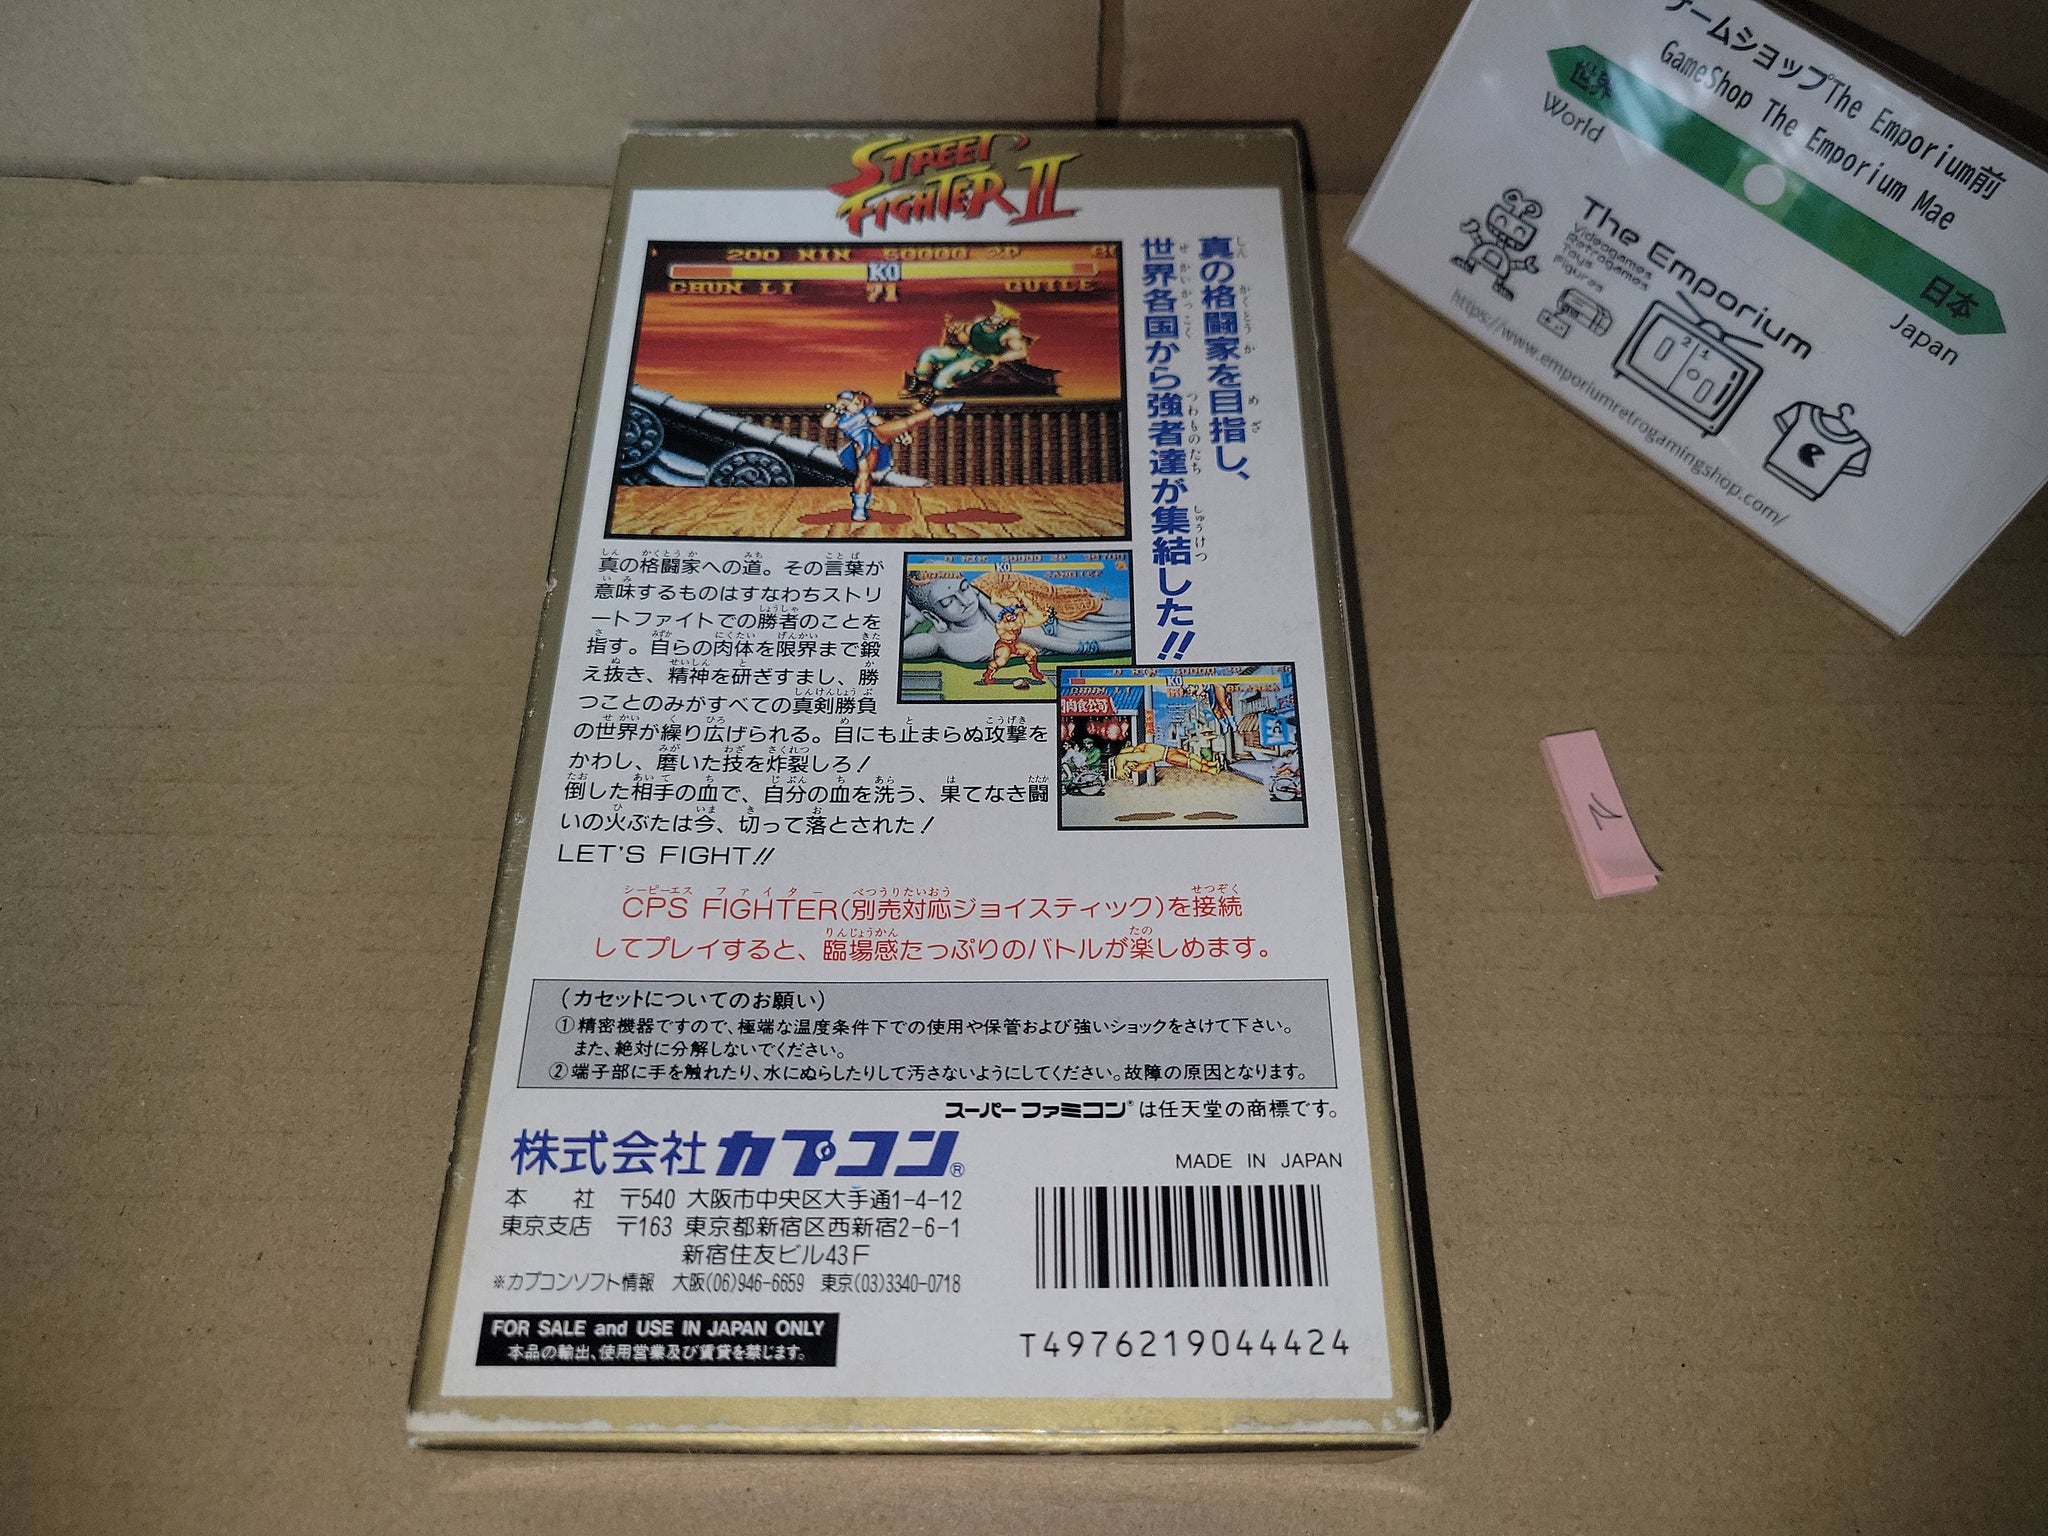 STREET
FIGHTER II
真の格闘家を目指し、
世界各国から強者達が集結した!!
200 NIN 50000 2P
KO
CHUN LI 71 GUILE
KO
KO
肉食公司
真の格闘家への道。その言葉が
意味するものはすなわちストリ
ートファイトでの勝者のことを
指す。自らの肉体を限界まで鍛
え抜き、精神を研ぎすまし、勝
つことのみがすべての真剣勝負
の世界が繰り広げられる。目にも止まらぬ攻撃を
かわし、磨いた技を炸裂しろ!
倒した相手の血で、自分の血を洗う、果てなき闘
いの火ぶたは今、切って落とされた!
LET'S FIGHT!!
CPS FIGHTER(別売対応ジョイスティック)を接続
してプレイすると、臨場感たっぷりのバトルが楽しめます。
(カセットについてのお願い)
①精密機器ですので、極端な温度条件下での使用や保管および強いショックをさけて下さい。
また、絶対に分解しないでください。
②端子部に手を触れたり、水にぬらしたりして汚さないようにしてください。故障の原因となります。
スーパーファミコン®は任天堂の商標です。
株式会社カプコン®
MADE IN JAPAN
本 社 〒540 大阪市中央区大手通1-4-12
東京支店 〒163 東京都新宿区西新宿2-6-1
新宿住友ビル43F
※カプコンソフト情報 大阪(06)946-6659 東京(03)3340-0718
FOR SALE and USE IN JAPAN ONLY
本品の輸出、使用営業及び賃貸を禁じます。
T4976219044424
ゲームショップThe Emporium前
GameShop The Emporium Mae
世界
World
日本
Japan
The Emporium
Videogames
Retrogames
Toys
Figures
https://www.emporiumretrogamingshop.com/